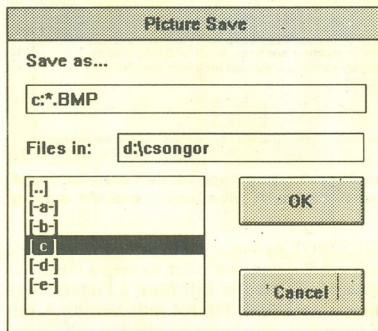 Picture Save
Save as...
c:*.BMP
Files in: d:\csongor
[..]
[-a-]
[-b-]
[-c-]
[-d-]
[-e-]
OK
Cancel